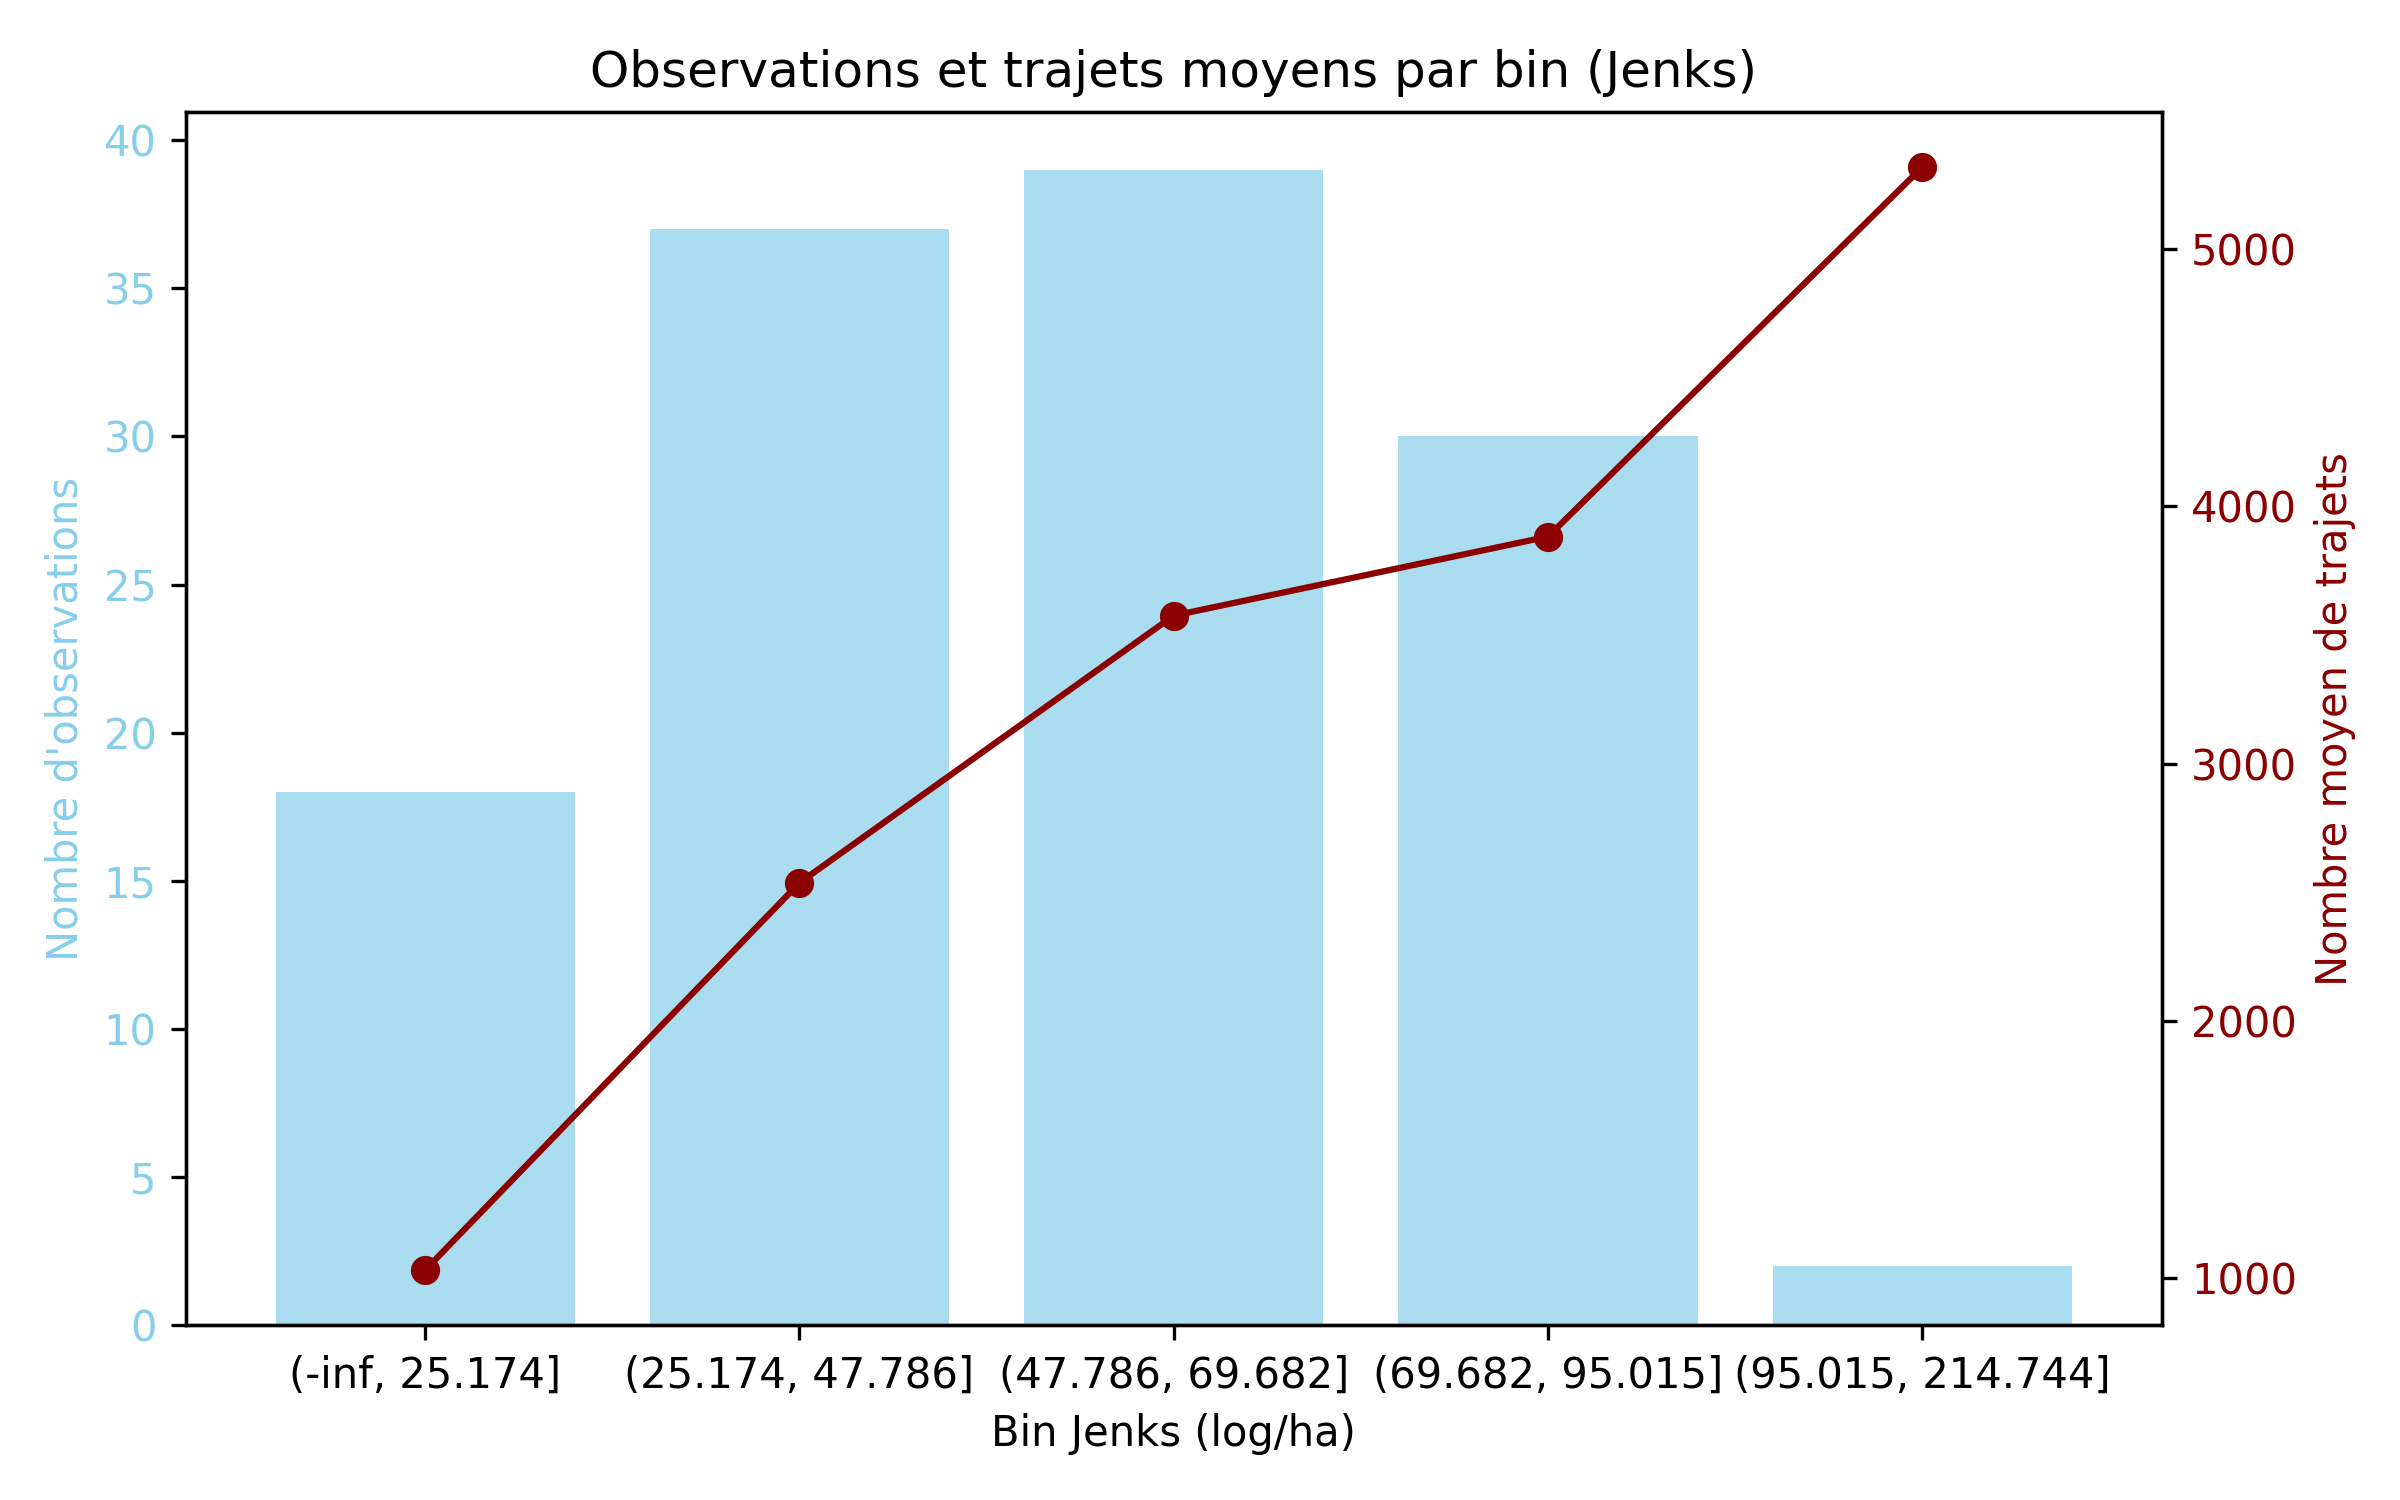 Observations et trajets moyens par bin (Jenks)
Nombre d'observations
40
35
30
25
20
15
10
5
0
5000
4000
3000
2000
1000
Nombre moyen de trajets
(-inf, 25.174] (25.174, 47.786] (47.786, 69.682] (69.682, 95.015] (95.015, 214.744]
Bin Jenks (log/ha)